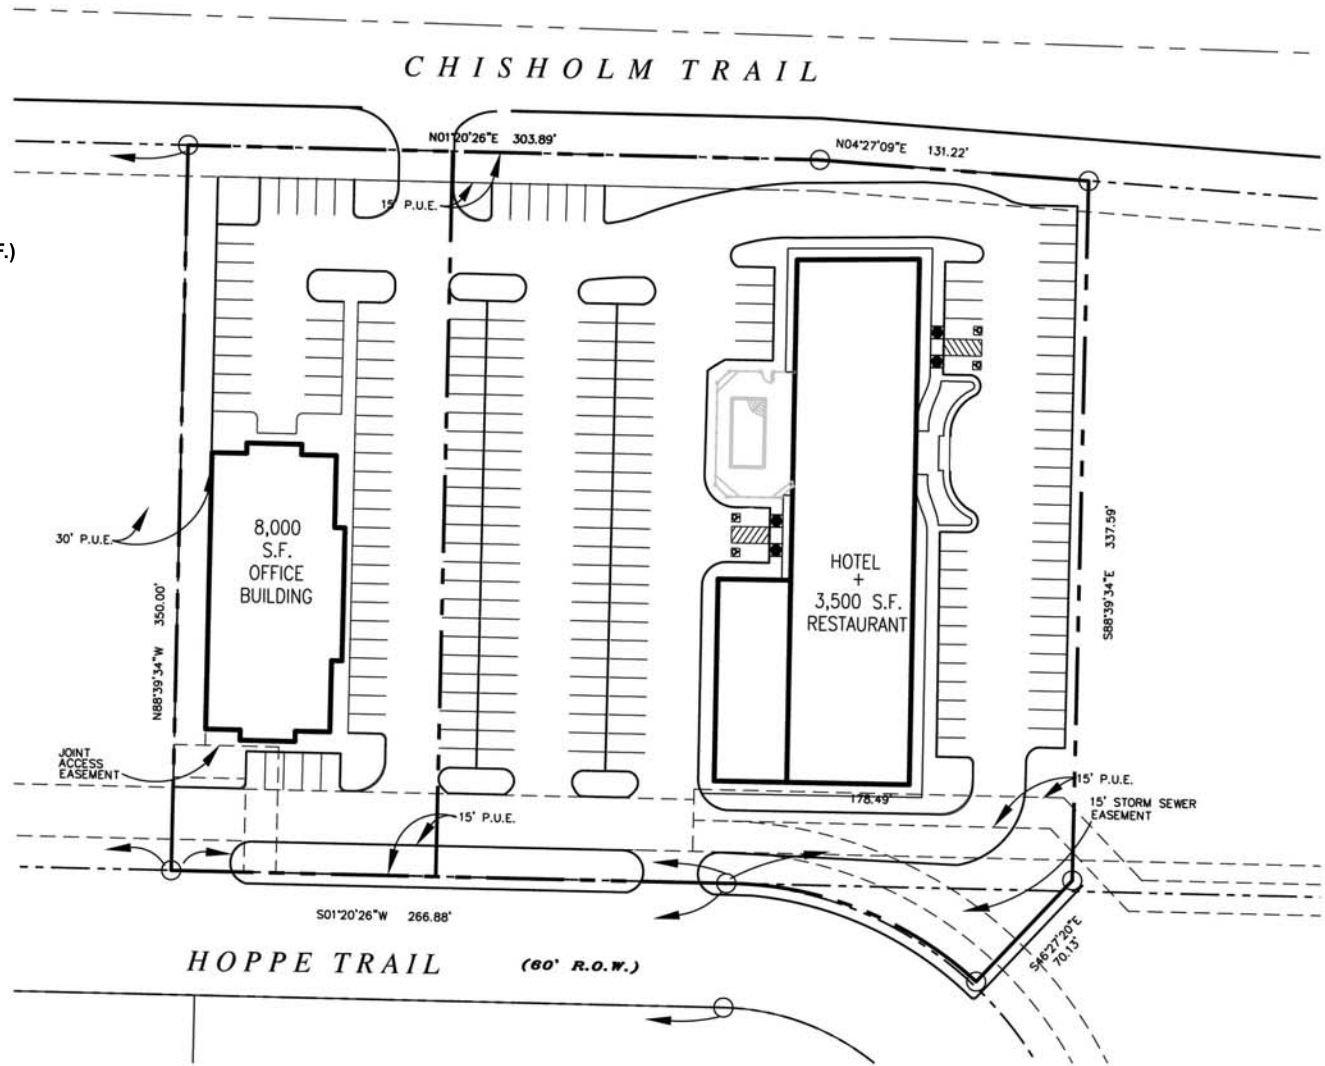 CHISHOLM TRAIL
N01°20'26"E 303.89'
N04°27'09"E 131.22'
15' P.U.E.
F.)
30' P.U.E.
8,000
S.F.
OFFICE
BUILDING
HOTEL
+
3,500 S.F.
RESTAURANT
N88°39'34"W 350.00'
S88°39'34"E 337.59'
JOINT
ACCESS
EASEMENT
15' P.U.E.
178.49'
15' P.U.E.
15' STORM SEWER
EASEMENT
S01°20'26"W 266.88'
S46°27'20"E
70.13'
HOPPE TRAIL (60' R.O.W.)